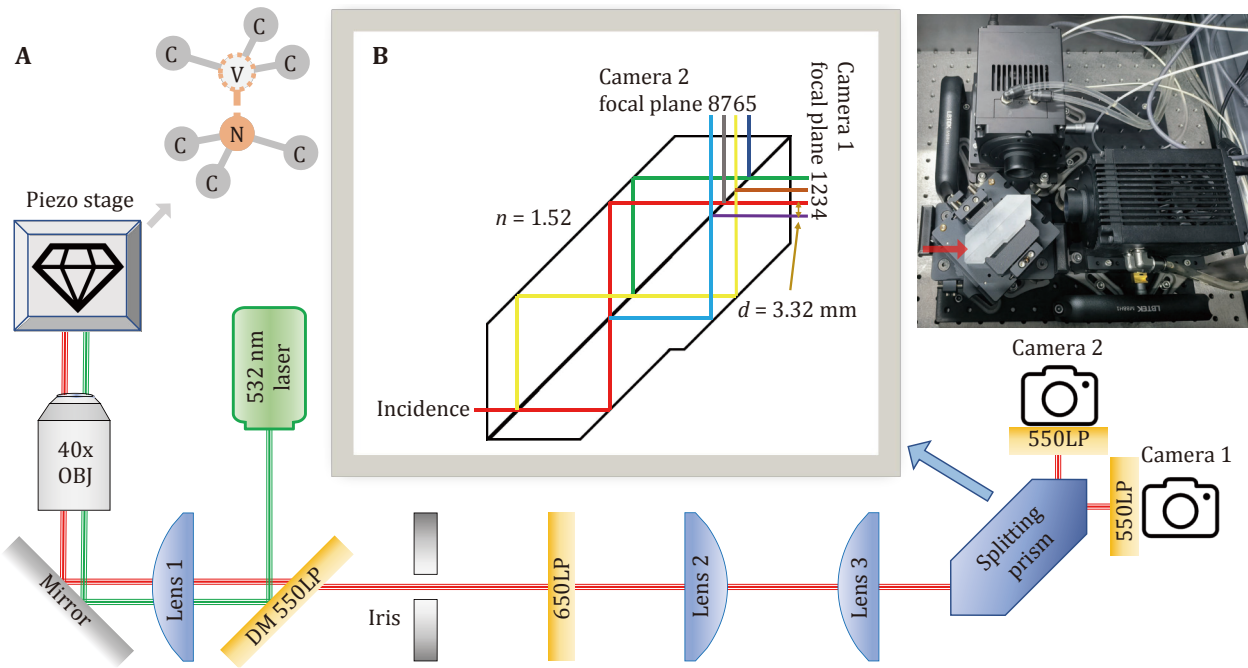 A
C
C
C
V
N
C
C
C
Piezo stage
532 nm
laser
40x
OBJ
Mirror
Lens 1
DM 550LP
Iris
650LP
Lens 2
Lens 3
Splitting
prism
550LP
Camera 1
Camera 2
550LP
B
Camera 2
focal plane 8765
Camera 1
focal plane 1234
n = 1.52
d = 3.32 mm
Incidence
LBTEK
LBTEK